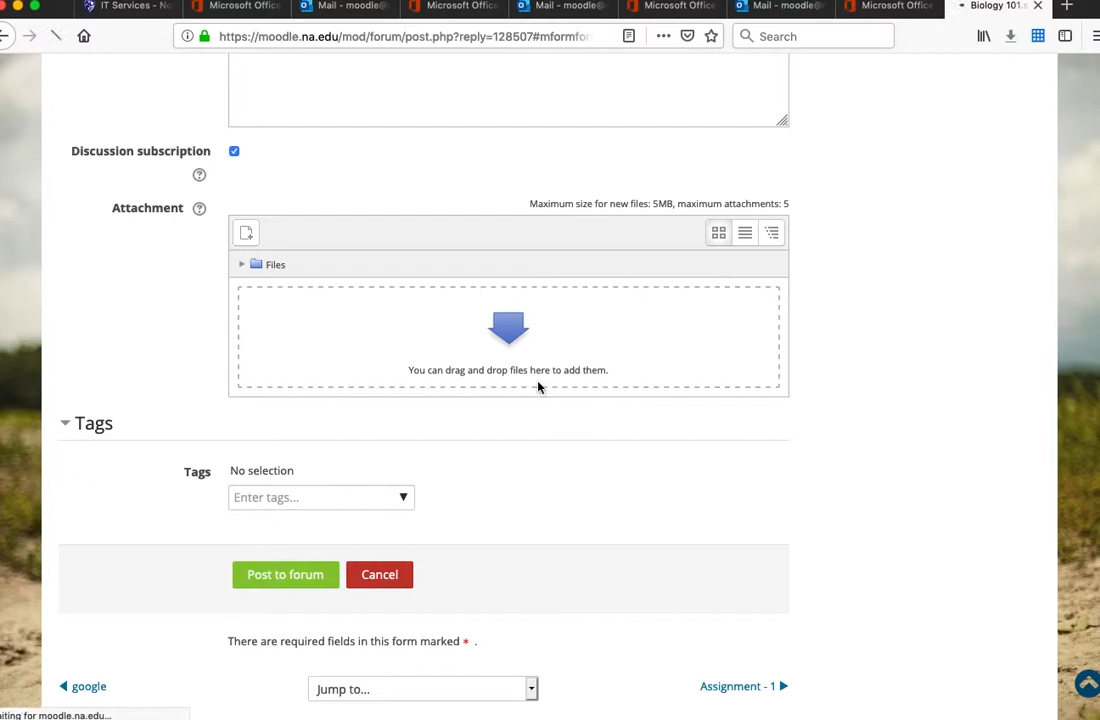 IT Services - No
Microsoft Office
Mail - moodle@
Microsoft Office
Mail - moodle@
Microsoft Office
Mail - moodle@
Microsoft Office
Biology 101.s
https://moodle.na.edu/mod/forum/post.php?reply=128507#mformfor
Search
Discussion subscription
Attachment
Maximum size for new files: 5MB, maximum attachments: 5
Files
You can drag and drop files here to add them.
Tags
Tags
No selection
Enter tags...
Post to forum
Cancel
There are required fields in this form marked * .
google
Jump to...
Assignment - 1
aiting for moodle.na.edu...